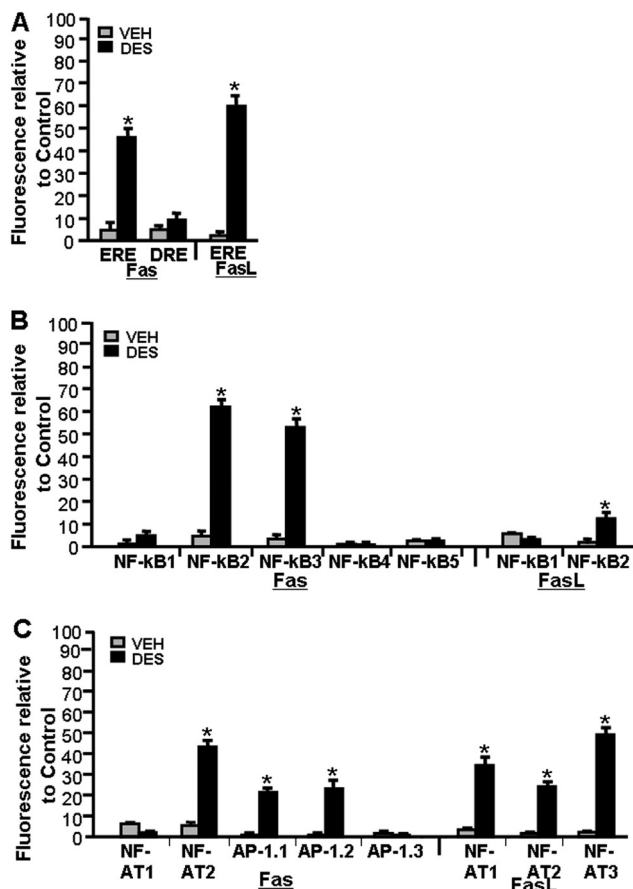 A
Fluorescence relative
to Control
100
90
80
70
60
50
40
30
20
10
0
VEH
DES
*
*
ERE DRE ERE
Fas FasL
B
Fluorescence relative
to Control
100
90
80
70
60
50
40
30
20
10
0
VEH
DES
*
*
*
NF-kB1 NF-kB2 NF-kB3 NF-kB4 NF-kB5 NF-kB1 NF-kB2
Fas FasL
C
Fluorescence relative
to Control
100
90
80
70
60
50
40
30
20
10
0
VEH
DES
*
*
*
*
*
*
NF- NF- AP-1.1 AP-1.2 AP-1.3 NF- NF- NF-
AT1 AT2 AT1 AT2 AT3
Fas FasL